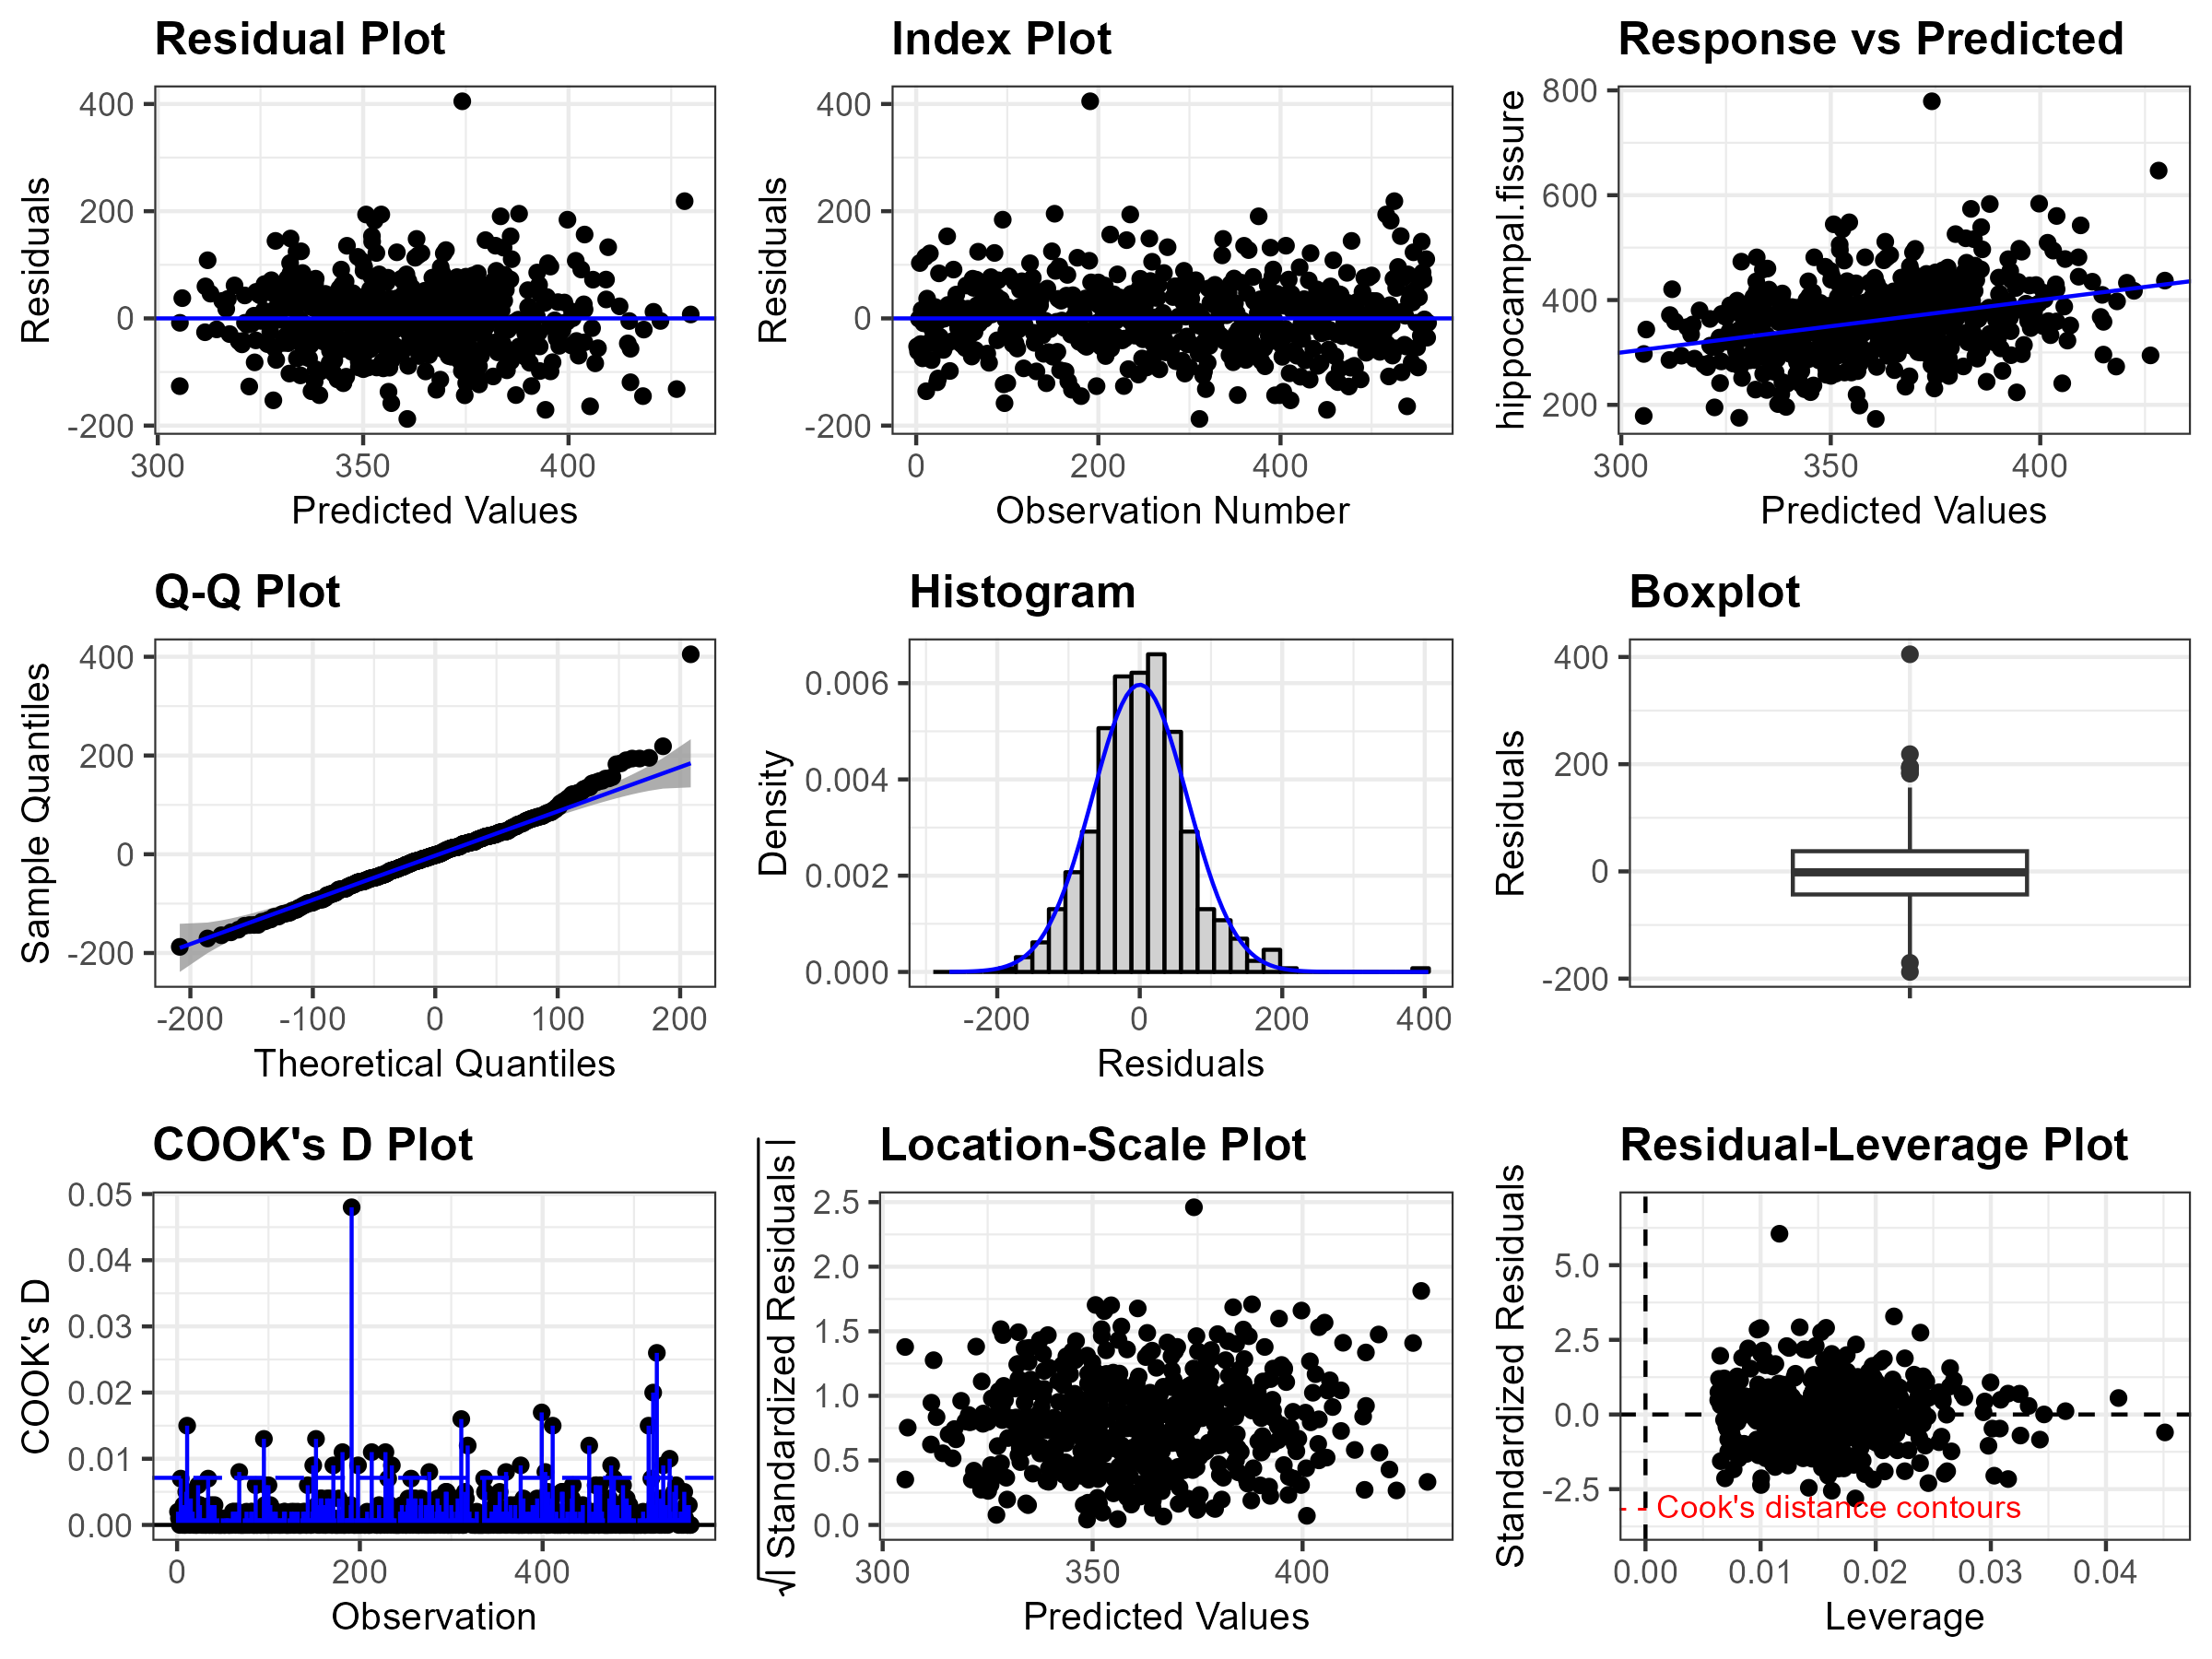 Residual Plot
Residuals
400
200
0
-200
300
350
400
Predicted Values
Index Plot
Residuals
400
200
0
-200
0
200
400
Observation Number
Response vs Predicted
hippocampal.fissure
800
600
400
200
300
350
400
Predicted Values
Q-Q Plot
Sample Quantiles
400
200
0
-200
-200
-100
0
100
200
Theoretical Quantiles
Histogram
Density
0.006
0.004
0.002
0.000
-200
0
200
400
Residuals
Boxplot
Residuals
400
200
0
-200
COOK's D Plot
COOK's D
0.05
0.04
0.03
0.02
0.01
0.00
0
200
400
Observation
Location-Scale Plot
√| Standardized Residuals |
2.5
2.0
1.5
1.0
0.5
0.0
300
350
400
Predicted Values
Residual-Leverage Plot
Standardized Residuals
5.0
2.5
0.0
-2.5
Cook's distance contours
0.00
0.01
0.02
0.03
0.04
Leverage